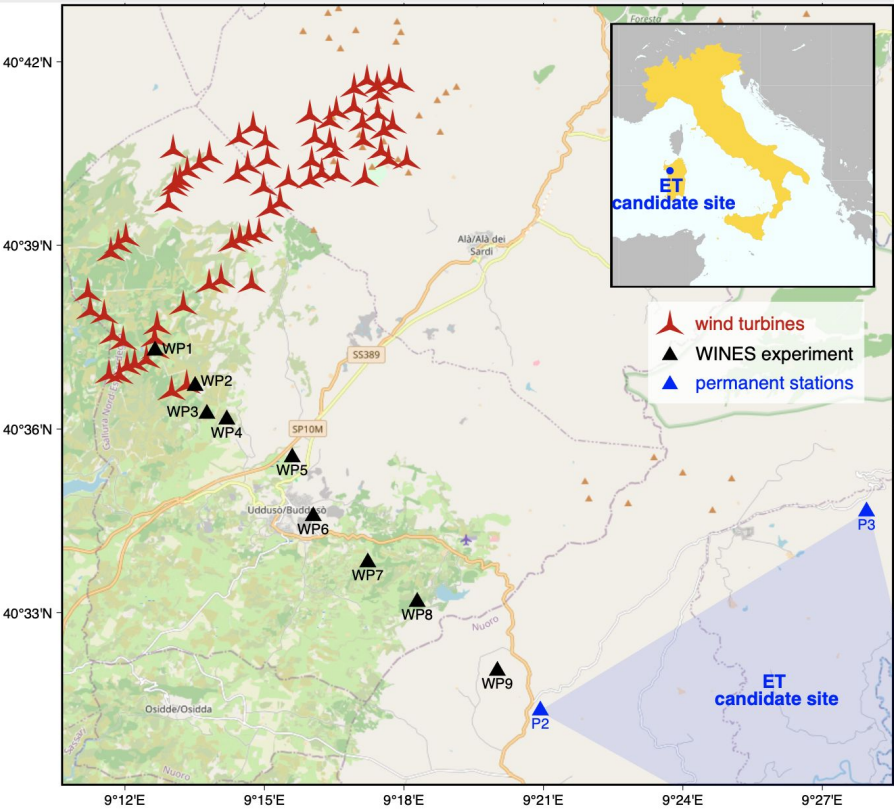 Foresta
40°42'N
40°39'N
40°36'N
40°33'N
ET
candidate site
Alà/Alà dei
Sardi
wind turbines
WINES experiment
permanent stations
SS389
SP10M
WP1
WP2
WP3
WP4
WP5
Uddusò/Buddusò
WP6
WP7
WP8
WP9
P3
P2
Nuoro
ET
candidate site
Osidde/Osidda
Sassari
Nuoro
9°12'E
9°15'E
9°18'E
9°21'E
9°24'E
9°27'E